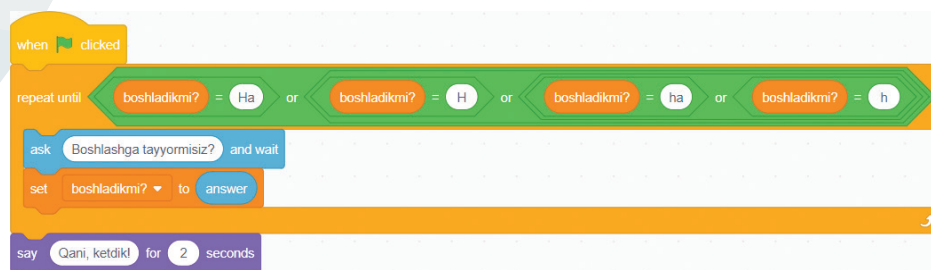 when clicked
repeat until boshladikmi? = Ha or boshladikmi? = H or boshladikmi? = ha or boshladikmi? = h
ask Boshlashga tayyormisiz? and wait
set boshladikmi? to answer
say Qani, ketdik! for 2 seconds